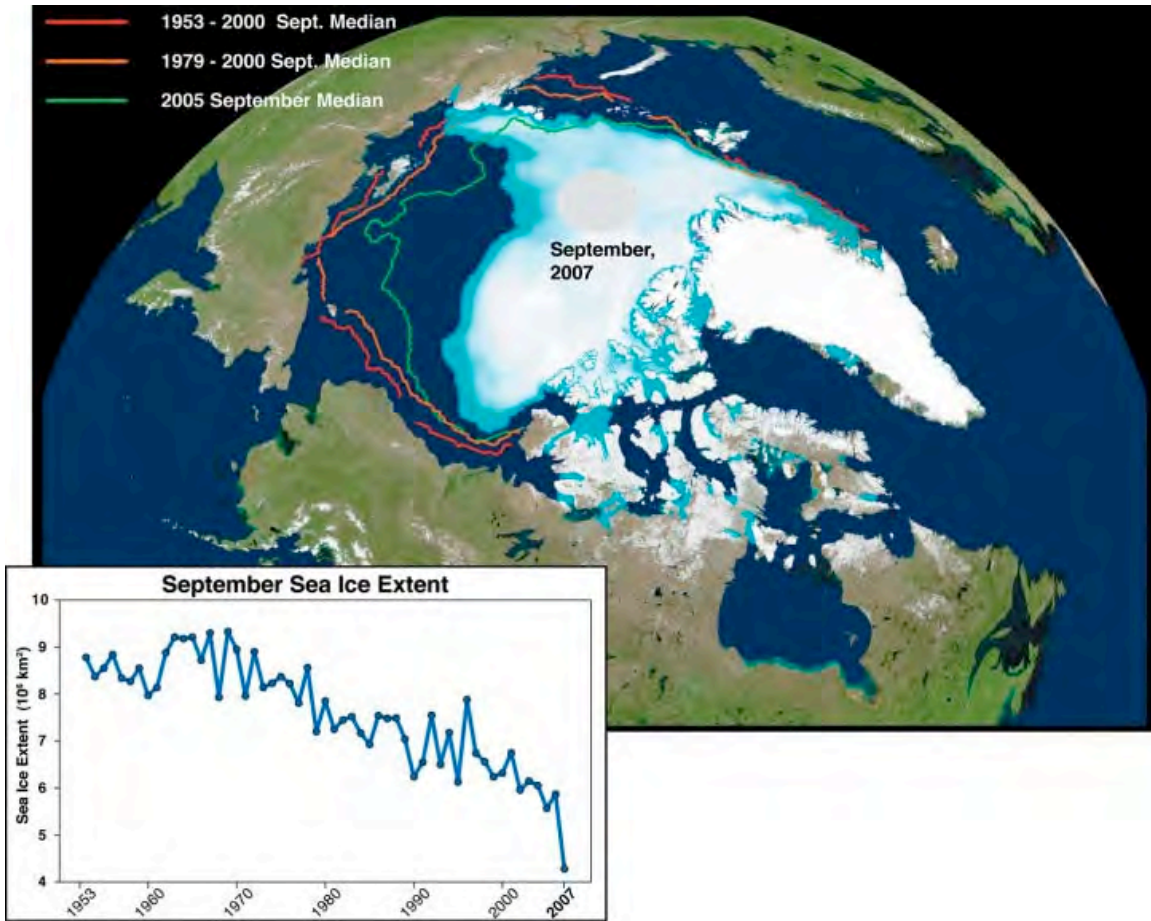 1953 - 2000 Sept. Median
1979 - 2000 Sept. Median
2005 September Median
September,
2007
September Sea Ice Extent
Sea Ice Extent (10⁶ km²)
10
9
8
7
6
5
4
1953
1960
1970
1980
1990
2000
2007